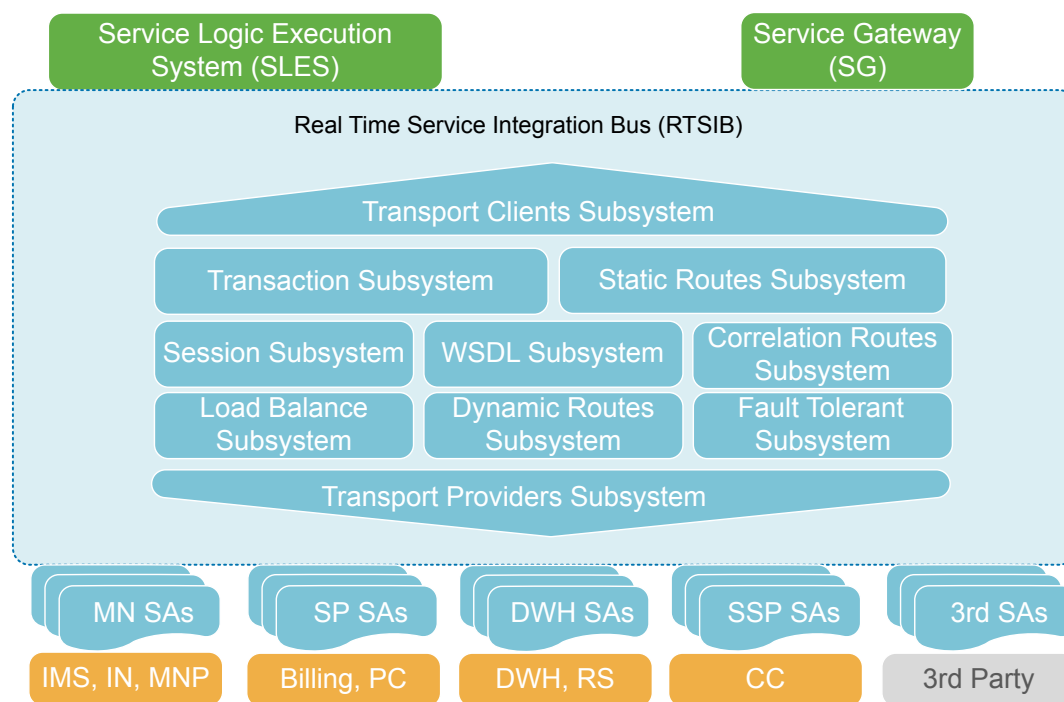 Service Logic Execution
System (SLES)
Service Gateway
(SG)
Real Time Service Integration Bus (RTSIB)
Transport Clients Subsystem
Transaction Subsystem
Static Routes Subsystem
Session Subsystem
WSDL Subsystem
Correlation Routes
Subsystem
Load Balance
Subsystem
Dynamic Routes
Subsystem
Fault Tolerant
Subsystem
Transport Providers Subsystem
MN SAs
SP SAs
DWH SAs
SSP SAs
3rd SAs
IMS, IN, MNP
Billing, PC
DWH, RS
CC
3rd Party